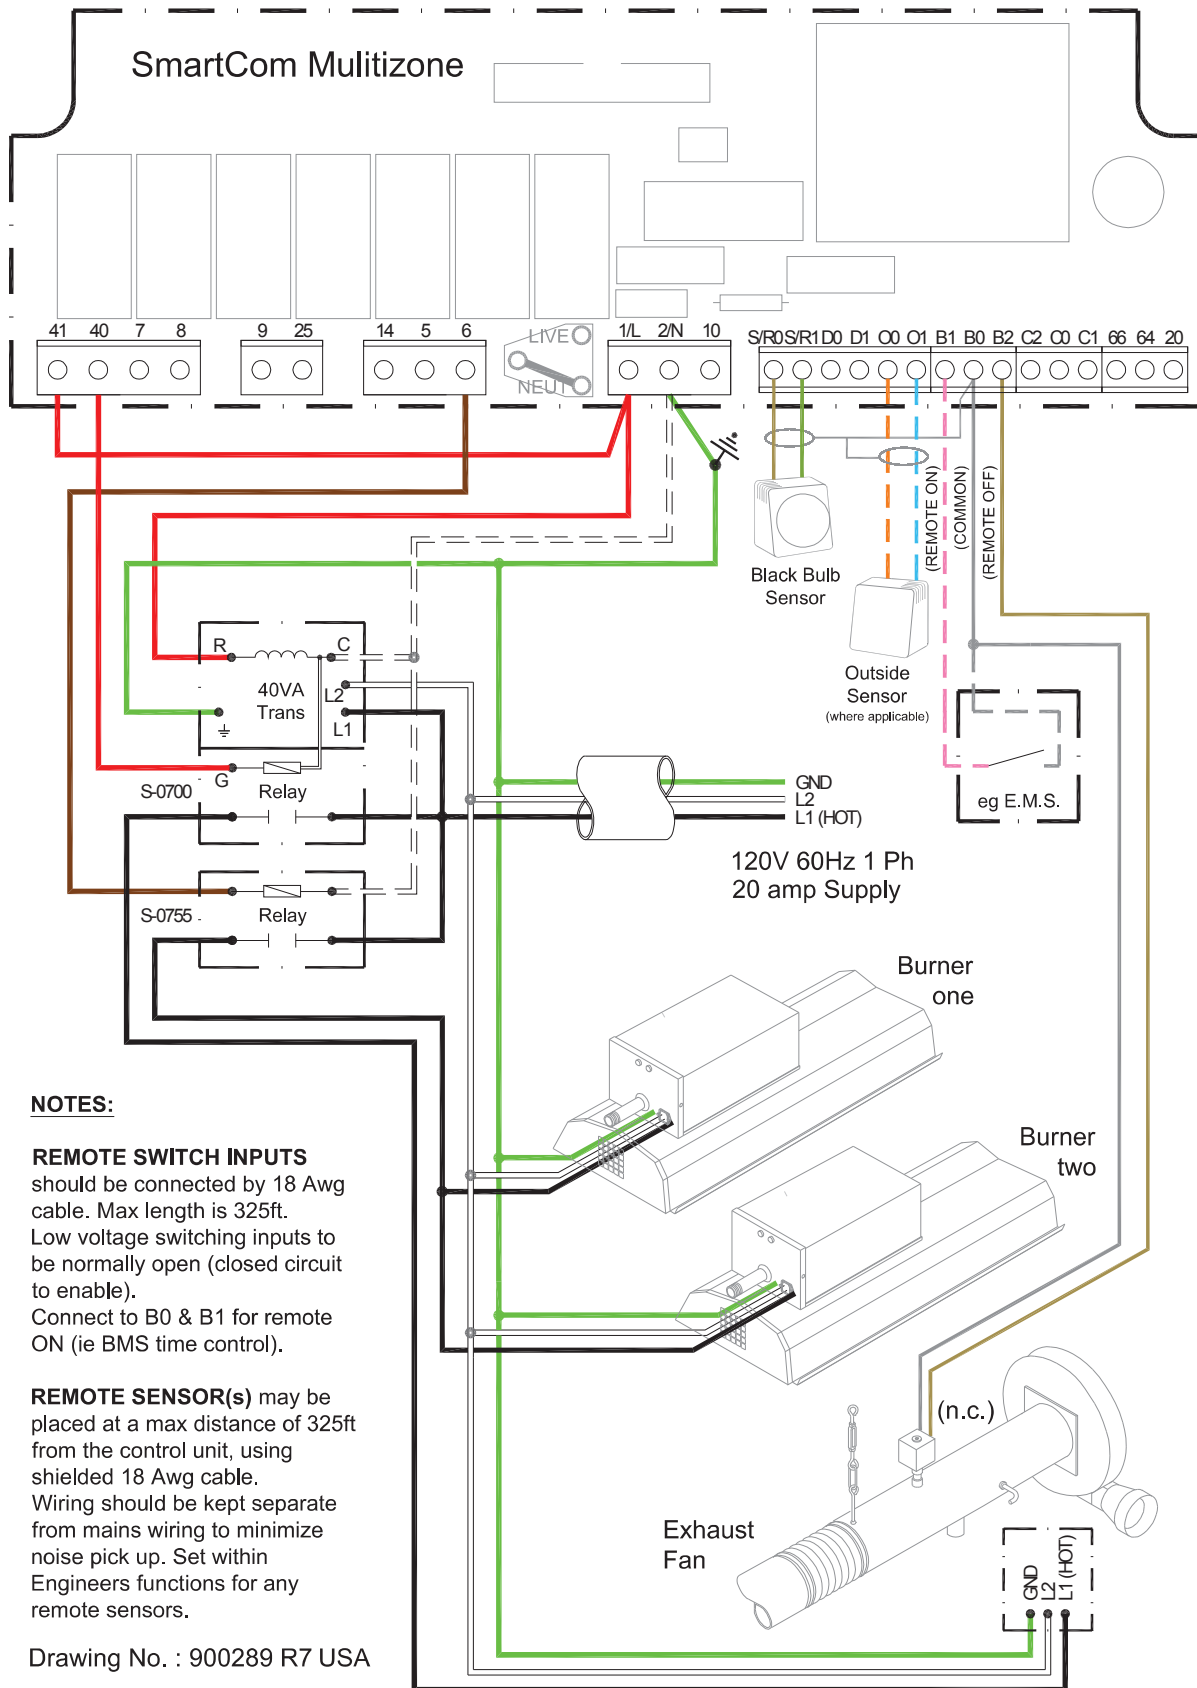 SmartCom Mulitizone
41 40 7 8 9 25 14 5 6 LIVE NEUT 1/L 2/N 10 S/R0 S/R1 D0 D1 O0 O1 B1 B0 B2 C2 C0 C1 66 64 20
(REMOTE ON)
(COMMON)
(REMOTE OFF)
Black Bulb
Sensor
Outside
Sensor
(where applicable)
R
C
40VA
Trans
L2
L1
G
S-0700
Relay
S-0755
Relay
GND
L2
L1 (HOT)
eg E.M.S.
120V 60Hz 1 Ph
20 amp Supply
Burner
one
Burner
two
NOTES:
REMOTE SWITCH INPUTS
should be connected by 18 Awg
cable. Max length is 325ft.
Low voltage switching inputs to
be normally open (closed circuit
to enable).
Connect to B0 & B1 for remote
ON (ie BMS time control).
REMOTE SENSOR(s) may be
placed at a max distance of 325ft
from the control unit, using
shielded 18 Awg cable.
Wiring should be kept separate
from mains wiring to minimize
noise pick up. Set within
Engineers functions for any
remote sensors.
(n.c.)
Exhaust
Fan
GND
L2
L1 (HOT)
Drawing No. : 900289 R7 USA